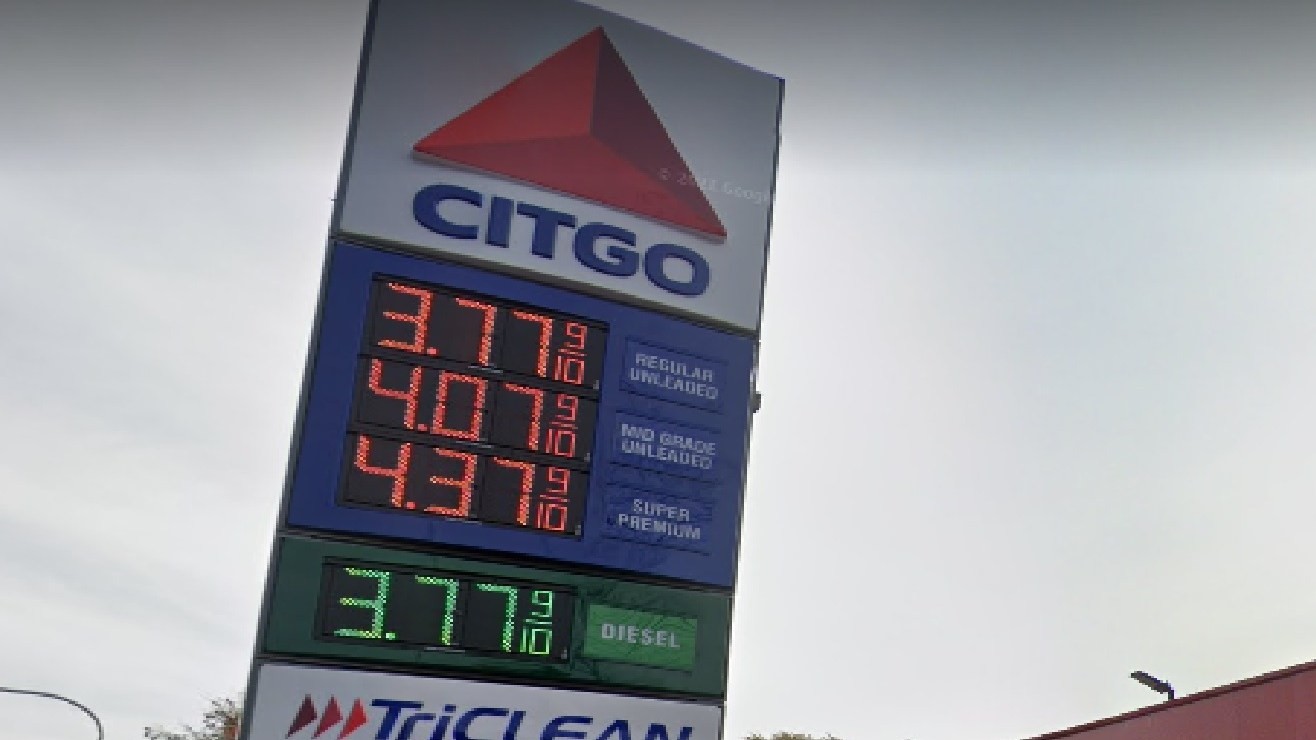 CITGO
3.77 9/10 REGULAR UNLEADED
4.07 9/10 MID GRADE UNLEADED
4.37 9/10 SUPER PREMIUM
3.77 9/10 DIESEL
TriCLEAN